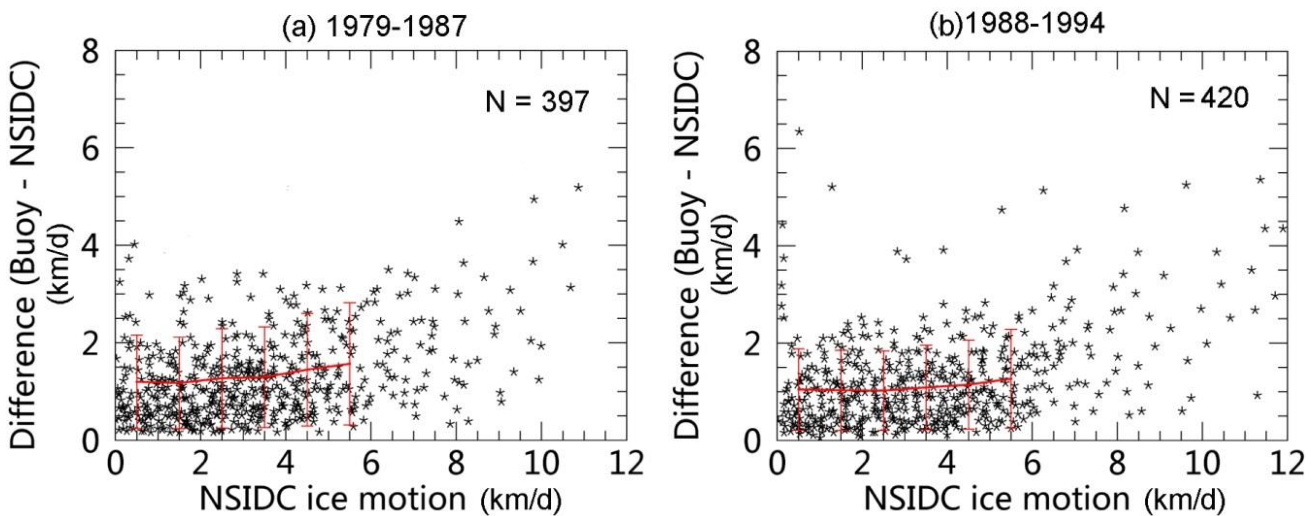 (a) 1979-1987
8
6
4
2
0
0 2 4 6 8 10 12
N = 397
Difference (Buoy - NSIDC)
(km/d)
NSIDC ice motion (km/d)
(b)1988-1994
8
6
4
2
0
0 2 4 6 8 10 12
N = 420
Difference (Buoy - NSIDC)
(km/d)
NSIDC ice motion (km/d)